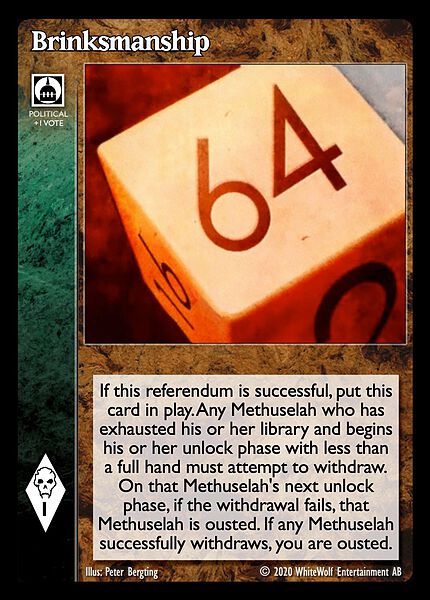 Brinksmanship
POLITICAL
+1 VOTE
64
10
2
If this referendum is successful, put this
card in play. Any Methuselah who has
exhausted his or her library and begins
his or her unlock phase with less than
a full hand must attempt to withdraw.
On that Methuselah's next unlock
phase, if the withdrawal fails, that
Methuselah is ousted. If any Methuselah
successfully withdraws, you are ousted.
1
Illus: Peter Bergting
© 2020 WhiteWolf Entertainment AB